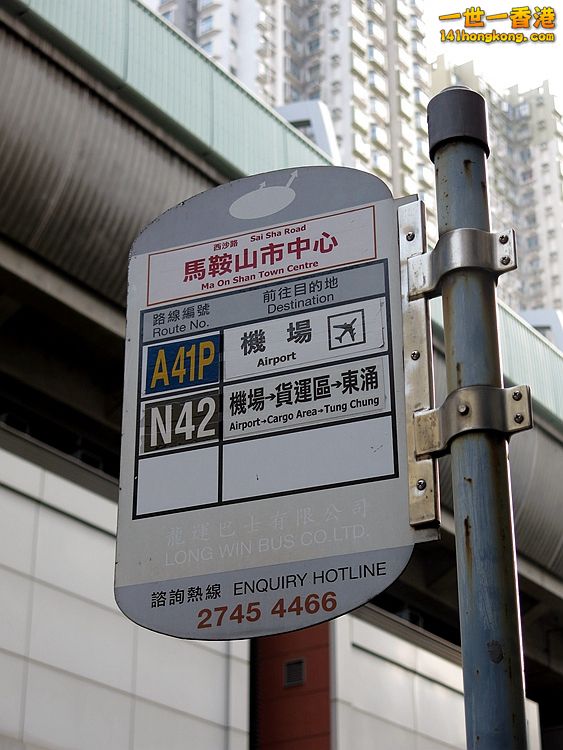 一世一香港
141hongkong.com
西沙路 Sai Sha Road
馬鞍山市中心
Ma On Shan Town Centre
路線編號 前往目的地
Route No. Destination
A41P 機場
Airport
N42 機場→貨運區→東涌
Airport→Cargo Area→Tung Chung
龍運巴士有限公司
LONG WIN BUS CO.LTD.
諮詢熱線 ENQUIRY HOTLINE
2745 4466